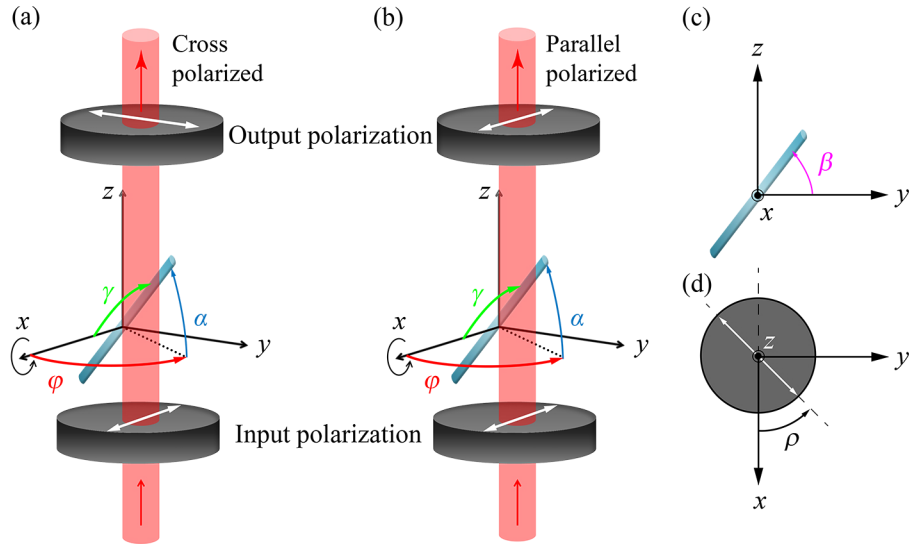 (a)
Cross
polarized
Output polarization
z
γ
α
x
y
φ
Input polarization
(b)
Parallel
polarized
z
γ
α
x
y
φ
(c)
z
β
x
y
(d)
z
y
ρ
x